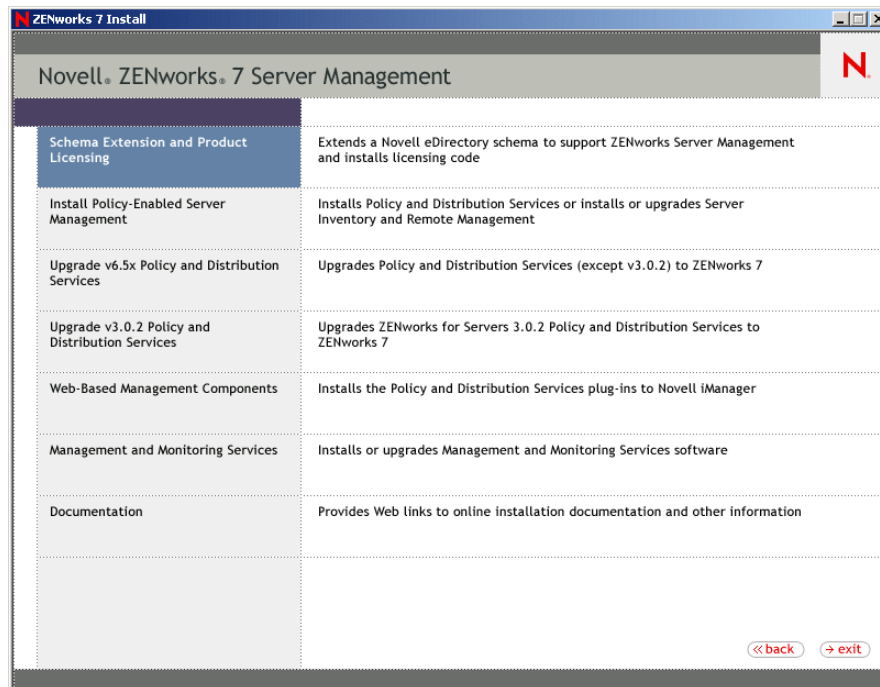 ZENworks 7 Install
Novell® ZENworks® 7 Server Management
N
Schema Extension and Product
Licensing
Extends a Novell eDirectory schema to support ZENworks Server Management
and installs licensing code
Install Policy-Enabled Server
Management
Installs Policy and Distribution Services or installs or upgrades Server
Inventory and Remote Management
Upgrade v6.5x Policy and Distribution
Services
Upgrades Policy and Distribution Services (except v3.0.2) to ZENworks 7
Upgrade v3.0.2 Policy and
Distribution Services
Upgrades ZENworks for Servers 3.0.2 Policy and Distribution Services to
ZENworks 7
Web-Based Management Components
Installs the Policy and Distribution Services plug-ins to Novell iManager
Management and Monitoring Services
Installs or upgrades Management and Monitoring Services software
Documentation
Provides Web links to online installation documentation and other information
back
exit